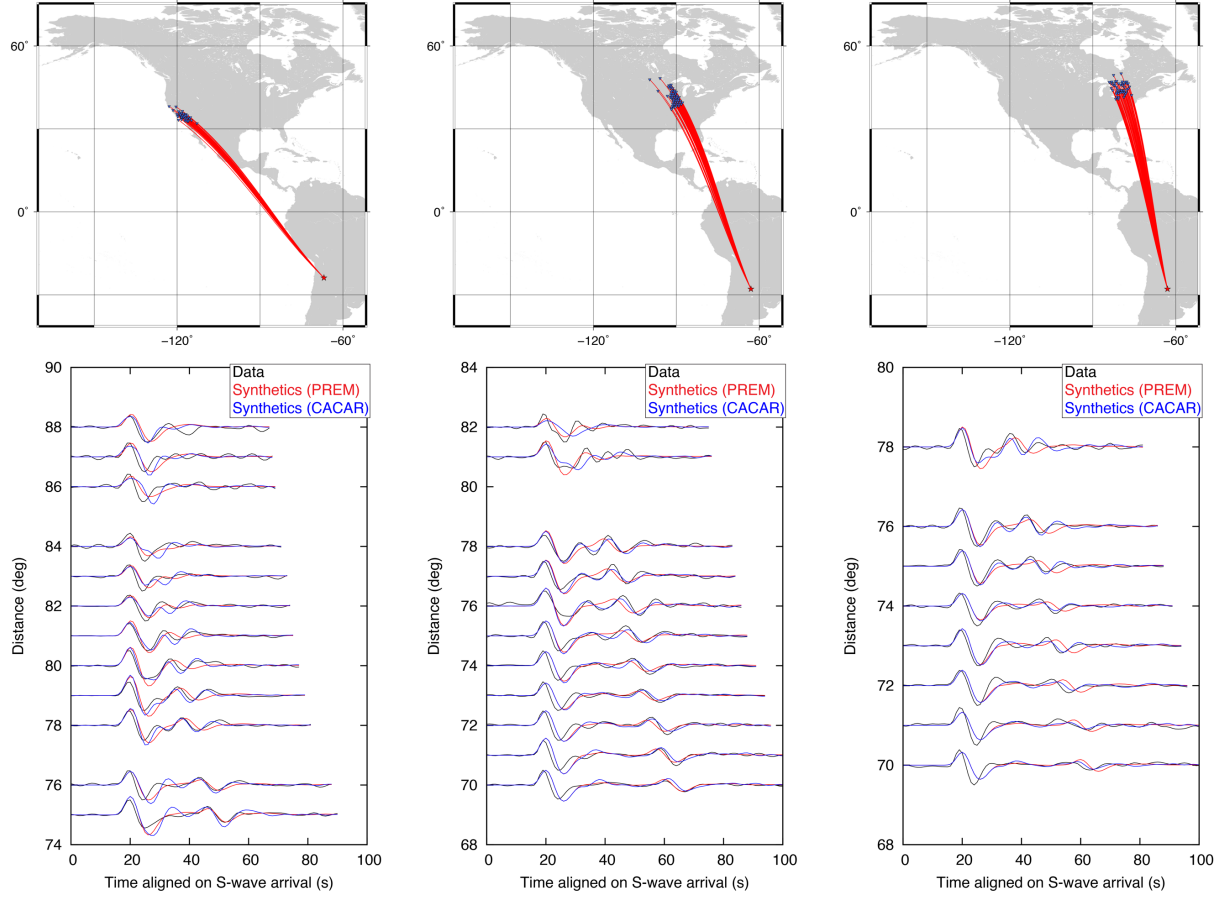 60°
0°
−120°
−60°
60°
0°
−120°
−60°
60°
0°
−120°
−60°
90
88
86
84
82
80
78
76
74
Distance (deg)
Data
Synthetics (PREM)
Synthetics (CACAR)
0 20 40 60 80 100
Time aligned on S-wave arrival (s)
84
82
80
78
76
74
72
70
68
Distance (deg)
Data
Synthetics (PREM)
Synthetics (CACAR)
0 20 40 60 80 100
Time aligned on S-wave arrival (s)
80
78
76
74
72
70
68
Distance (deg)
Data
Synthetics (PREM)
Synthetics (CACAR)
0 20 40 60 80 100
Time aligned on S-wave arrival (s)